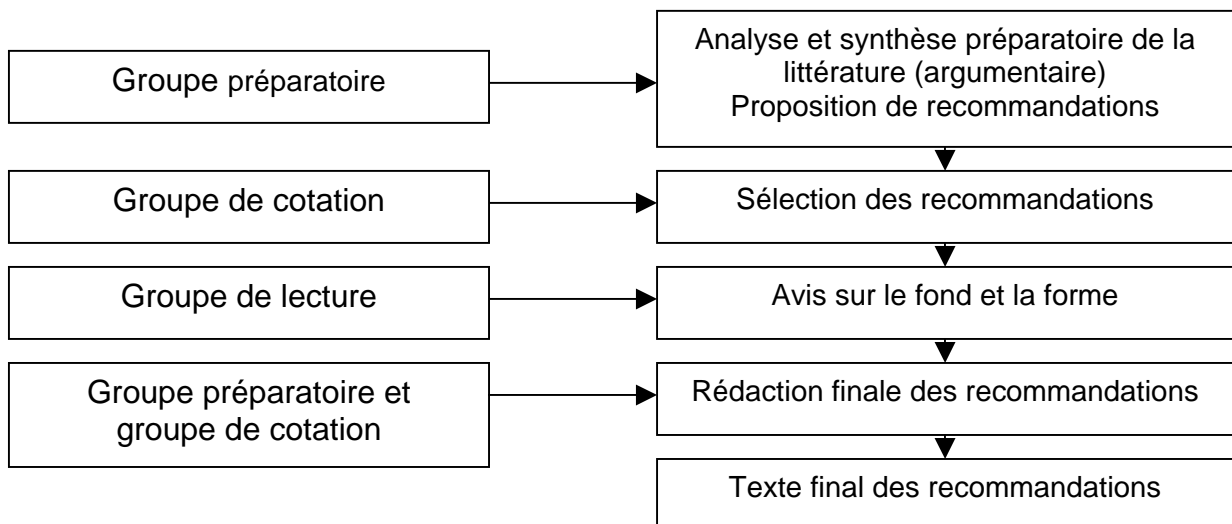 Groupe préparatoire
Analyse et synthèse préparatoire de la
littérature (argumentaire)
Proposition de recommandations
Groupe de cotation
Sélection des recommandations
Groupe de lecture
Avis sur le fond et la forme
Groupe préparatoire et
groupe de cotation
Rédaction finale des recommandations
Texte final des recommandations